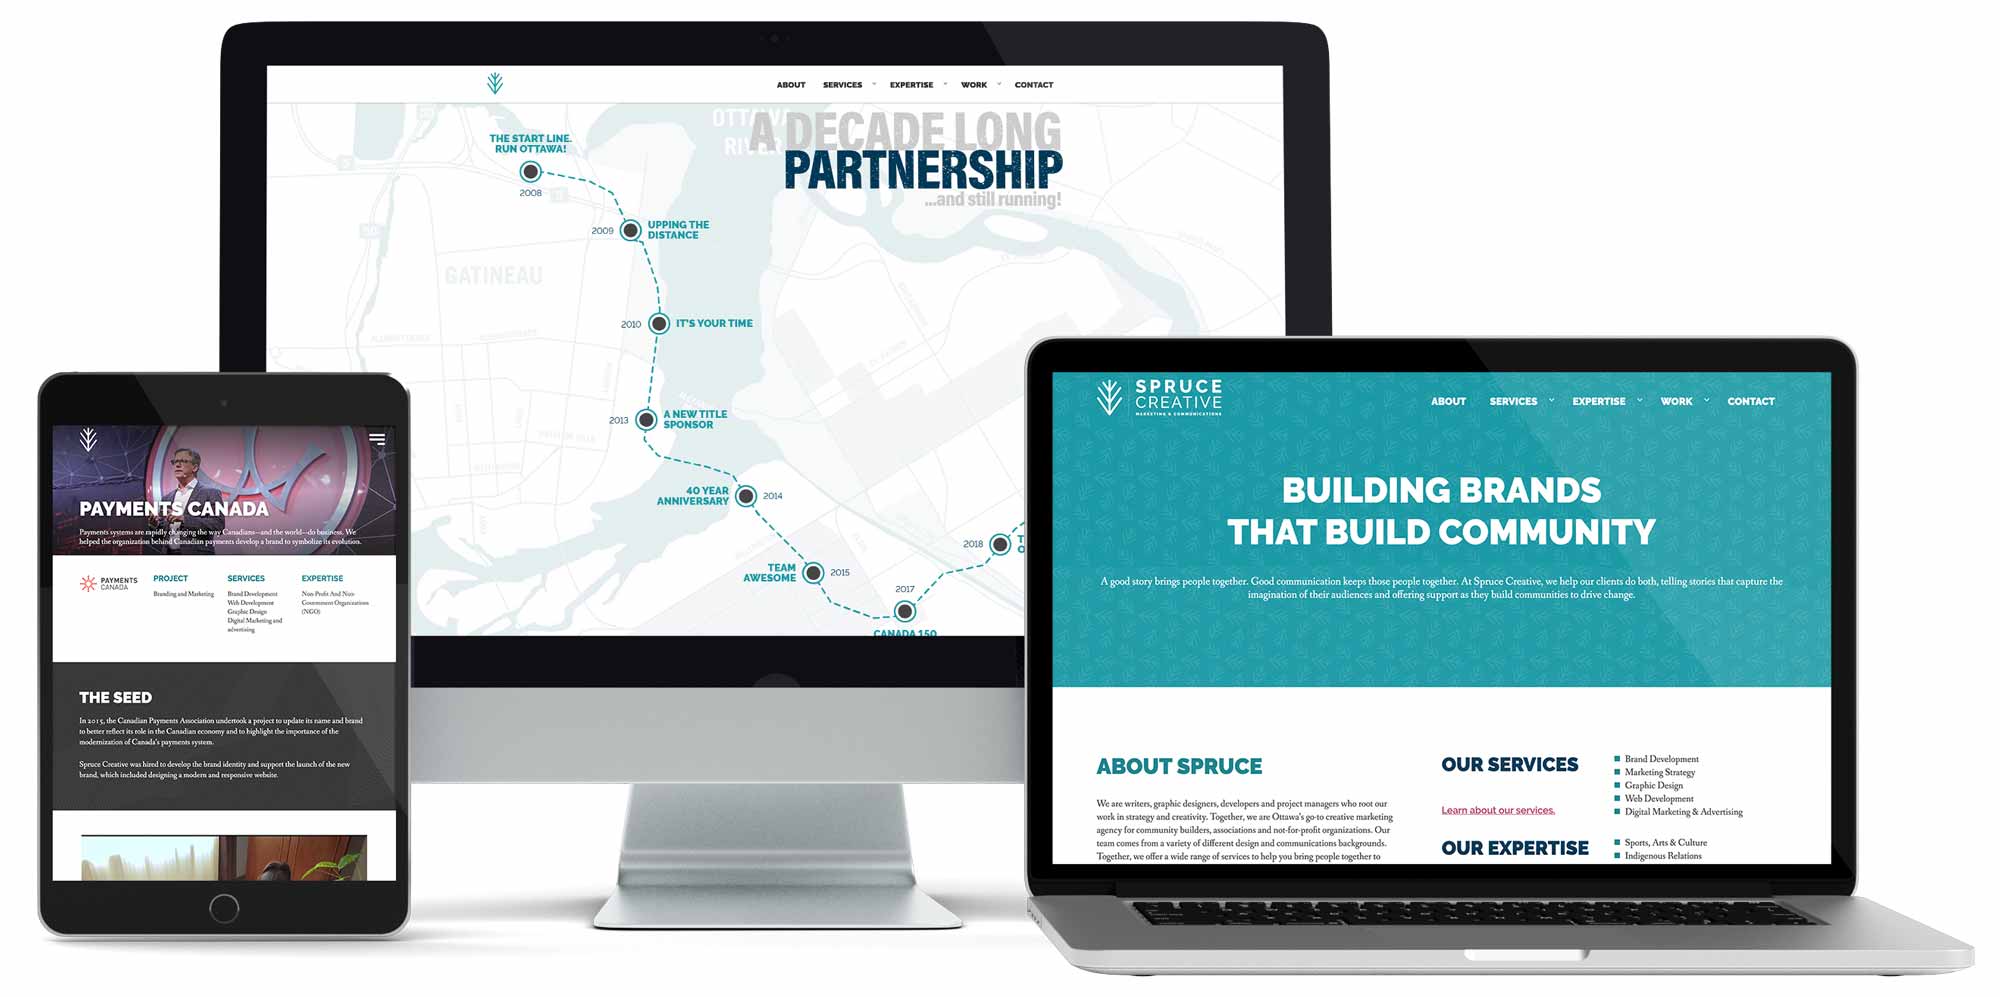 ABOUT SERVICES EXPERTISE WORK CONTACT
OTTAWA
RIVER
A DECADE LONG
PARTNERSHIP
...and still running!
THE START LINE.
RUN OTTAWA!
2008
2009
UPPING THE
DISTANCE
GATINEAU
2010
IT'S YOUR TIME
2013
A NEW TITLE
SPONSOR
40 YEAR
ANNIVERSARY
2014
TEAM
AWESOME
2015
2017
CANADA 150
2018
PAYMENTS CANADA
Payments systems are rapidly changing the way Canadians—and the world—do business. We
helped the organization behind Canadian payments develop a brand to symbolize its evolution.
PAYMENTS
CANADA
PROJECT
Branding and Marketing
SERVICES
Brand Development
Web Development
Graphic Design
Digital Marketing and
advertising
EXPERTISE
Non-Profit And Non-
Government Organizations
(NGO)
THE SEED
In 2015, the Canadian Payments Association undertook a project to update its name and brand
to better reflect its role in the Canadian economy and to highlight the importance of the
modernization of Canada's payments system.
Spruce Creative was hired to develop the brand identity and support the launch of the new
brand, which included designing a modern and responsive website.
SPRUCE
CREATIVE
MARKETING & COMMUNICATIONS
ABOUT SERVICES EXPERTISE WORK CONTACT
BUILDING BRANDS
THAT BUILD COMMUNITY
A good story brings people together. Good communication keeps those people together. At Spruce Creative, we help our clients do both, telling stories that capture the
imagination of their audiences and offering support as they build communities to drive change.
ABOUT SPRUCE
We are writers, graphic designers, developers and project managers who root our
work in strategy and creativity. Together, we are Ottawa's go-to creative marketing
agency for community builders, associations and not-for-profit organizations. Our
team comes from a variety of different design and communications backgrounds.
Together, we offer a wide range of services to help you bring people together to
OUR SERVICES
Learn about our services.
Brand Development
Marketing Strategy
Graphic Design
Web Development
Digital Marketing & Advertising
OUR EXPERTISE
Sports, Arts & Culture
Indigenous Relations